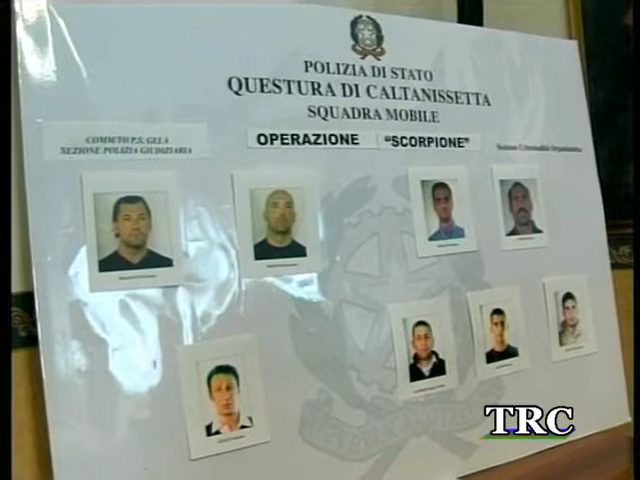 POLIZIA DI STATO
QUESTURA DI CALTANISSETTA
SQUADRA MOBILE
COMM.TO P.S. GELA
SEZIONE POLIZIA GIUDIZIARIA
OPERAZIONE "SCORPIONE"
Sezione Criminalità Organizzata
TRC